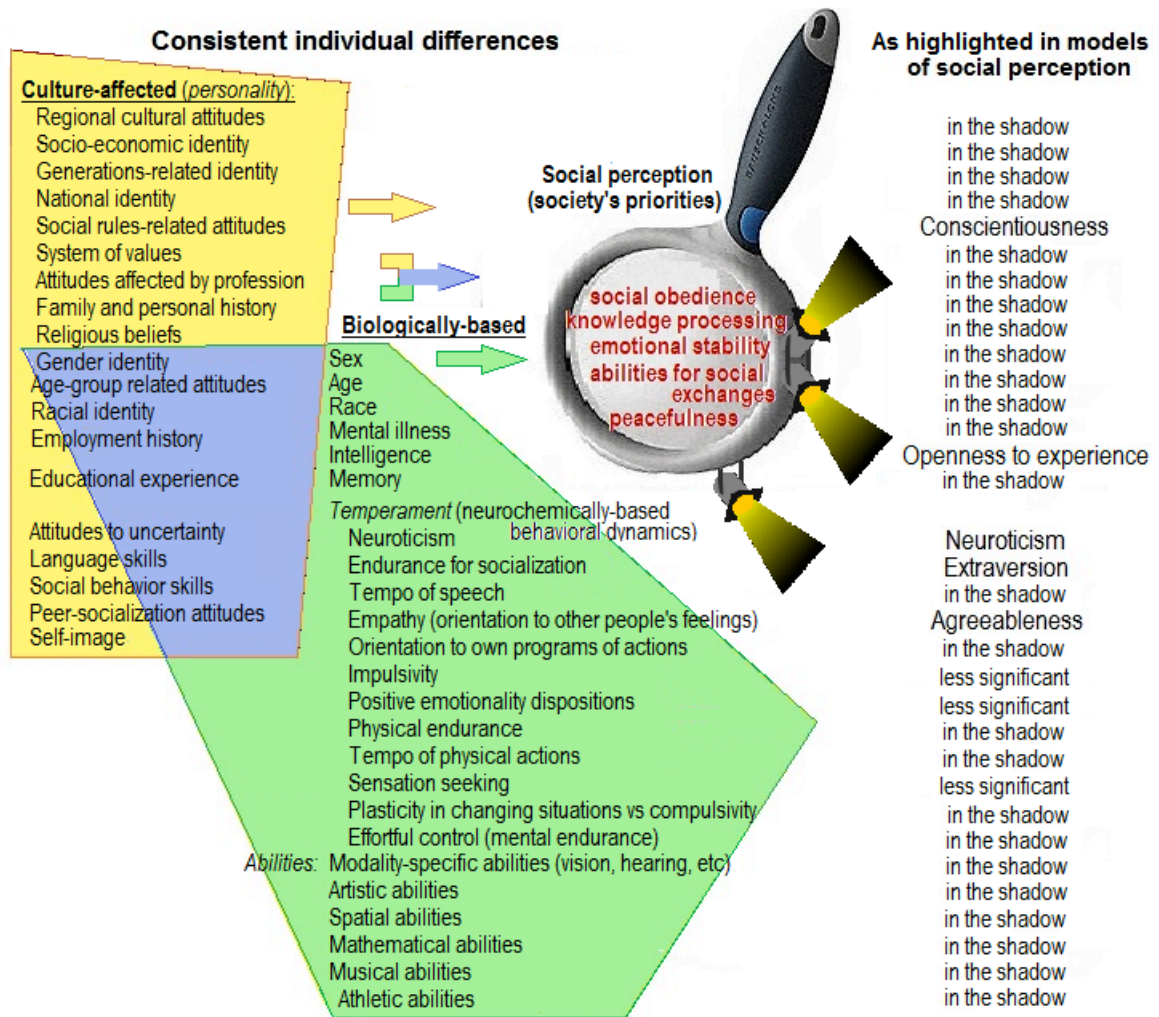 Consistent individual differences
As highlighted in models
of social perception
Culture-affected (personality):
Regional cultural attitudes
Socio-economic identity
Generations-related identity
National identity
Social rules-related attitudes
System of values
Attitudes affected by profession
Family and personal history
Religious beliefs
Gender identity
Age-group related attitudes
Racial identity
Employment history
Educational experience
Attitudes to uncertainty
Language skills
Social behavior skills
Peer-socialization attitudes
Self-image
Biologically-based
Sex
Age
Race
Mental illness
Intelligence
Memory
Temperament (neurochemically-based
behavioral dynamics)
Neuroticism
Endurance for socialization
Tempo of speech
Empathy (orientation to other people's feelings)
Orientation to own programs of actions
Impulsivity
Positive emotionality dispositions
Physical endurance
Tempo of physical actions
Sensation seeking
Plasticity in changing situations vs compulsivity
Effortful control (mental endurance)
Abilities: Modality-specific abilities (vision, hearing, etc)
Artistic abilities
Spatial abilities
Mathematical abilities
Musical abilities
Athletic abilities
Social perception
(society's priorities)
BAUSCH & LOMB
social obedience
knowledge processing
emotional stability
abilities for social
exchanges
peacefulness
in the shadow
in the shadow
in the shadow
in the shadow
Conscientiousness
in the shadow
in the shadow
in the shadow
in the shadow
in the shadow
in the shadow
in the shadow
in the shadow
Openness to experience
in the shadow
Neuroticism
Extraversion
in the shadow
Agreeableness
in the shadow
less significant
less significant
in the shadow
in the shadow
less significant
in the shadow
in the shadow
in the shadow
in the shadow
in the shadow
in the shadow
in the shadow
in the shadow